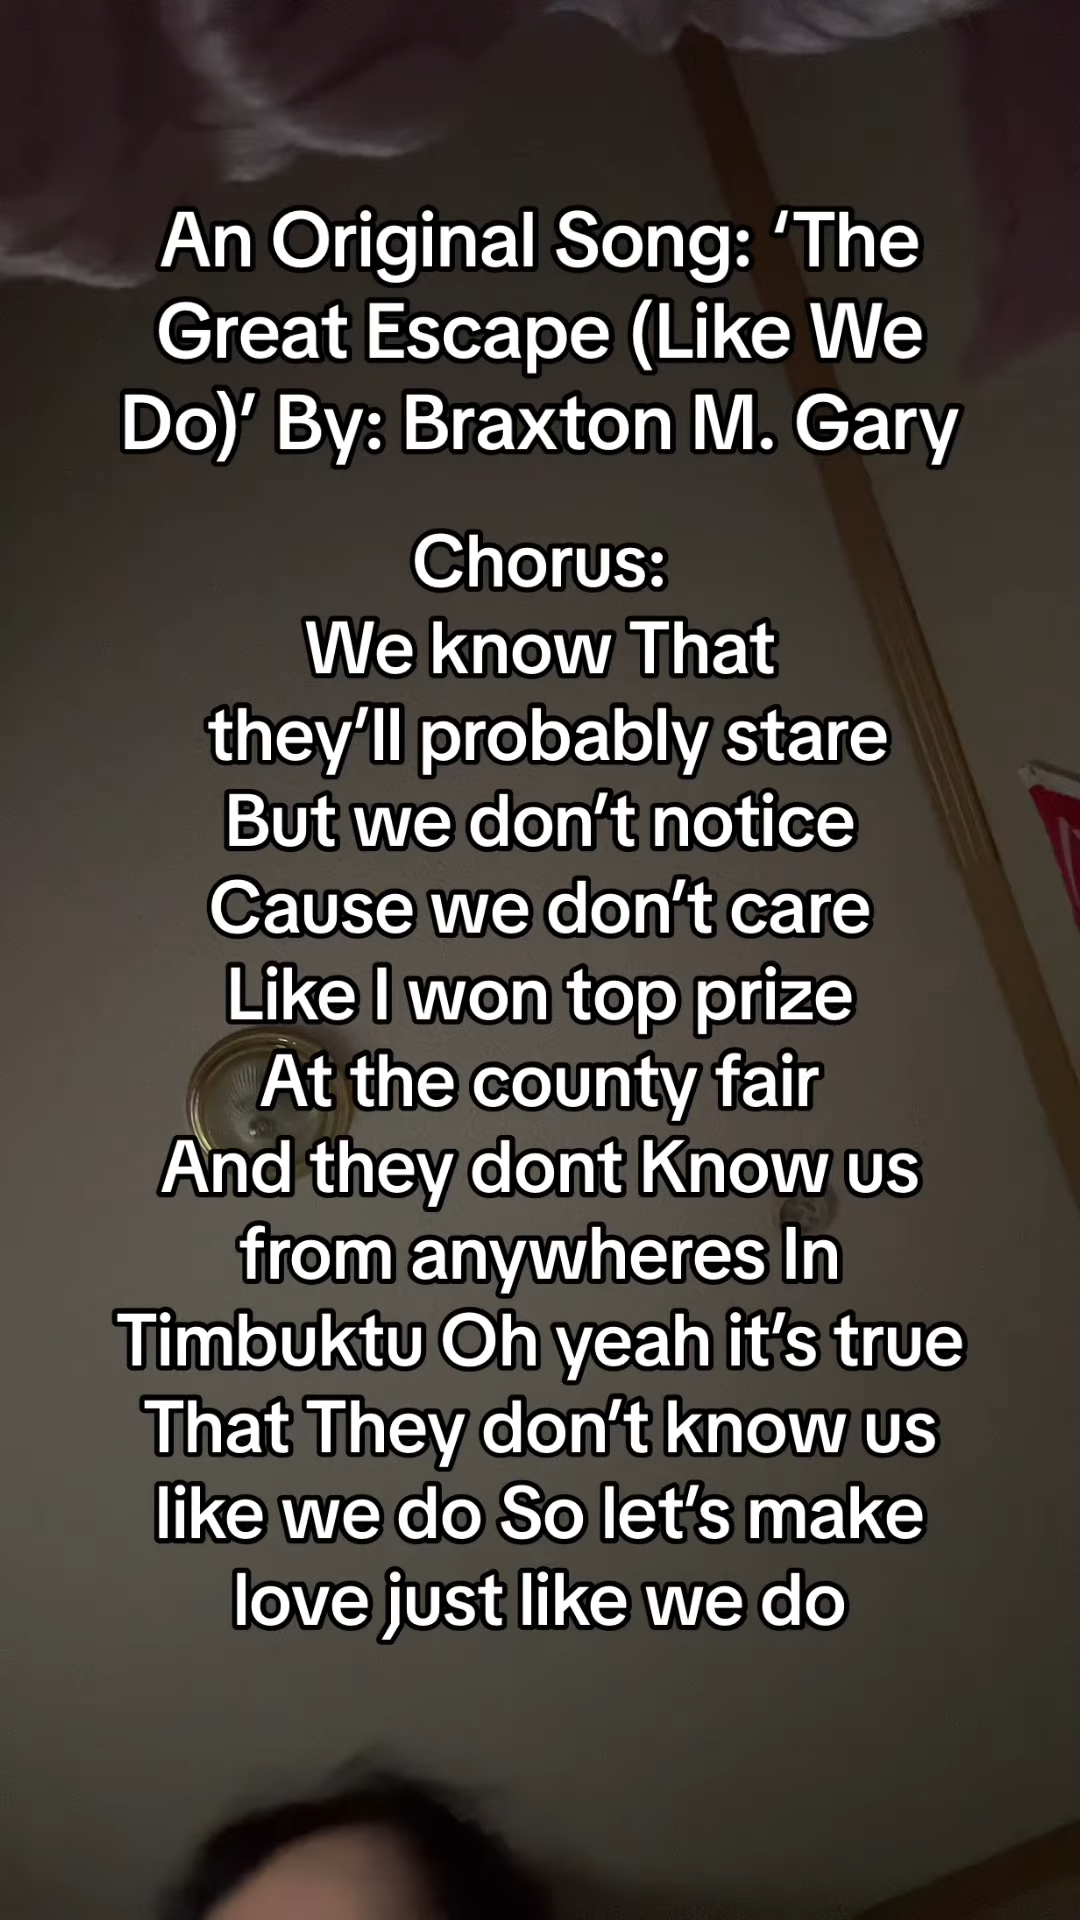 An Original Song: ‘The
Great Escape (Like We
Do)’ By: Braxton M. Gary
Chorus:
We know That
they’ll probably stare
But we don’t notice
Cause we don’t care
Like I won top prize
At the county fair
And they dont Know us
from anywheres In
Timbuktu Oh yeah it’s true
That They don’t know us
like we do So let’s make
love just like we do